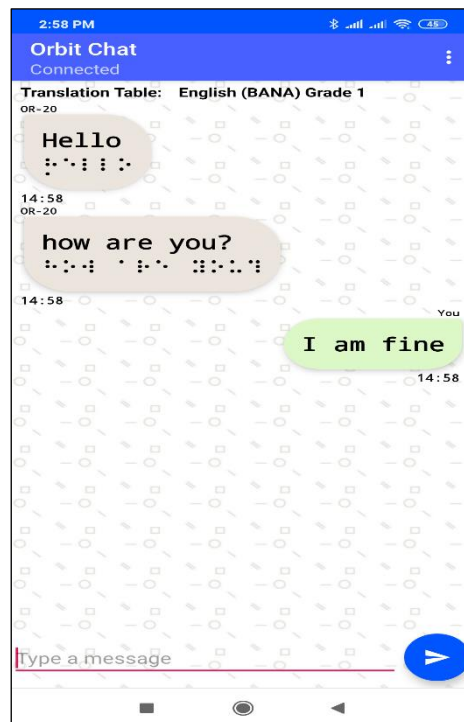 2:58 PM
45
Orbit Chat
Connected
Translation Table: English (BANA) Grade 1
OR-20
Hello
⡓⠑⠇⠇⠕
14:58
OR-20
how are you?
⠓⠕⠺ ⠁⠗⠑ ⠽⠕⠥⠹
14:58
You
I am fine
14:58
Type a message